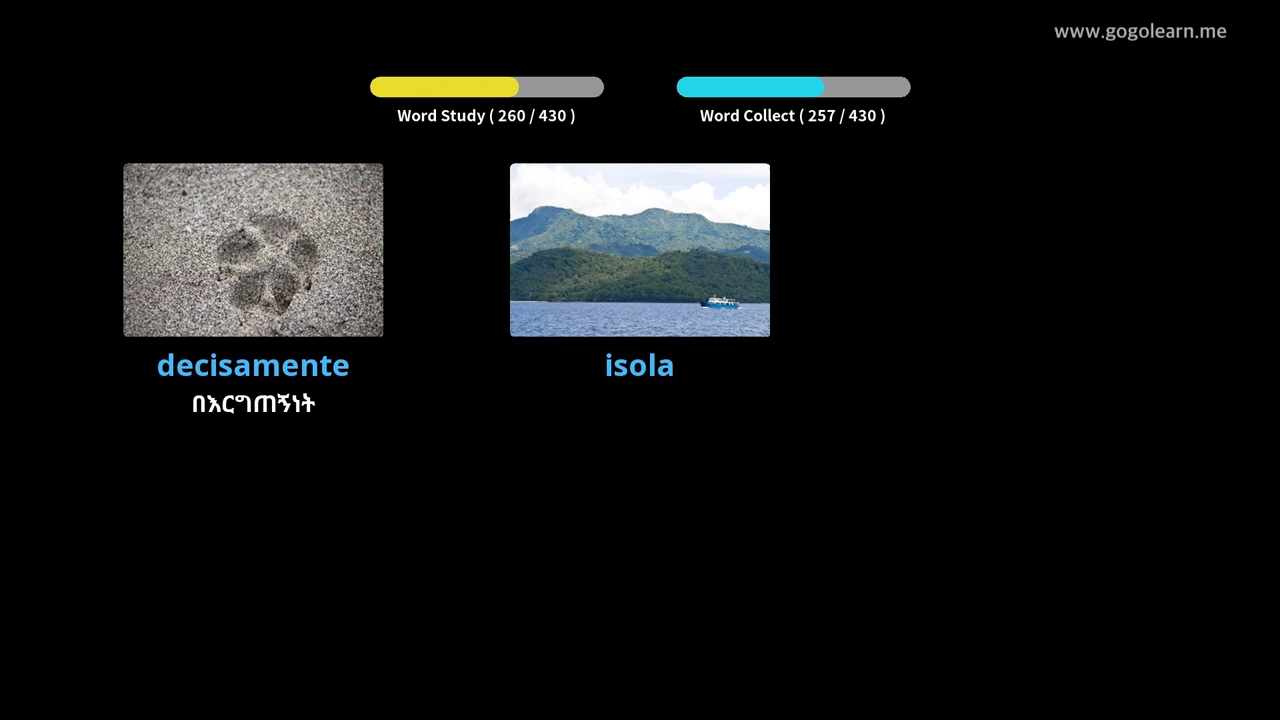 www.gogolearn.me
Word Study ( 260 / 430 )
Word Collect ( 257 / 430 )
decisamente
isola
በእርግጠኝነት